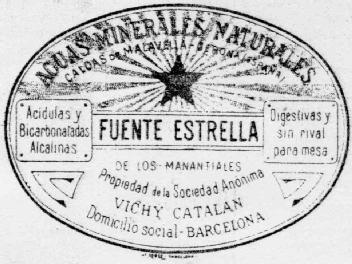 AGUAS MINERALES NATURALES
CALDAS DE MALAVELLA - GERONA (ESPAÑA)
Acidulas y
Bicarbonatadas
Alcalinas
FUENTE ESTRELLA
Digestivas y
sin rival
para mesa
DE LOS MANANTIALES
Propiedad de la Sociedad Anónima
VICHY CATALAN
Domicilio social - BARCELONA